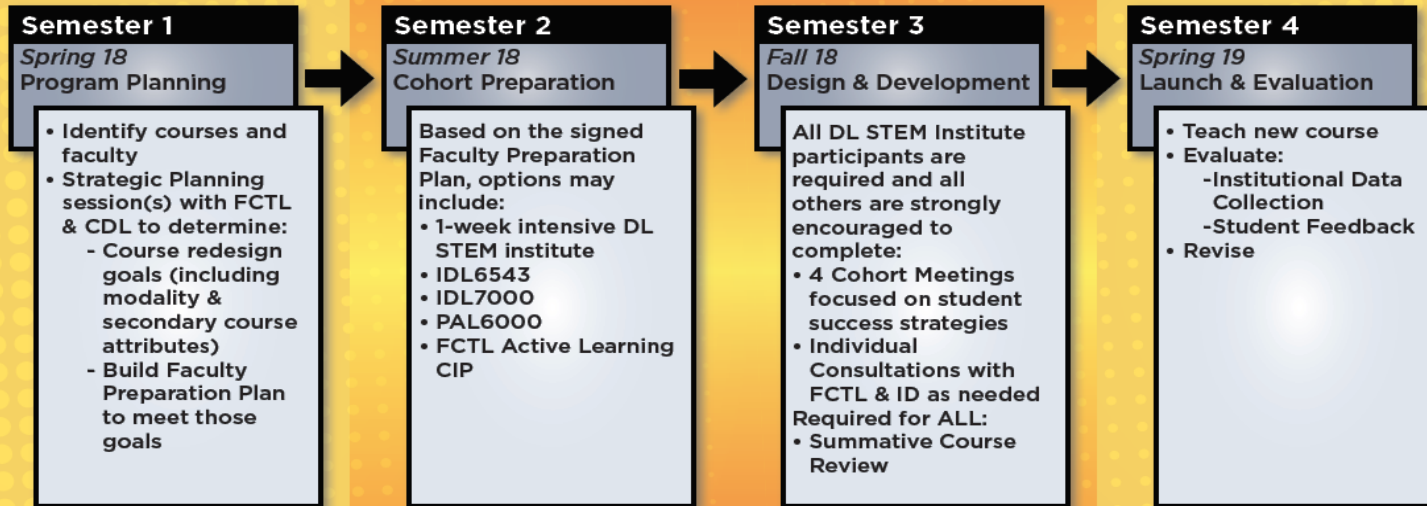 Semester 1
Spring 18
Program Planning
• Identify courses and
faculty
• Strategic Planning
session(s) with FCTL
& CDL to determine:
- Course redesign
goals (including
modality &
secondary course
attributes)
- Build Faculty
Preparation Plan
to meet those
goals
Semester 2
Summer 18
Cohort Preparation
Based on the signed
Faculty Preparation
Plan, options may
include:
• 1-week intensive DL
STEM institute
• IDL6543
• IDL7000
• PAL6000
• FCTL Active Learning
CIP
Semester 3
Fall 18
Design & Development
All DL STEM Institute
participants are
required and all
others are strongly
encouraged to
complete:
• 4 Cohort Meetings
focused on student
success strategies
• Individual
Consultations with
FCTL & ID as needed
Required for ALL:
• Summative Course
Review
Semester 4
Spring 19
Launch & Evaluation
• Teach new course
• Evaluate:
-Institutional Data
Collection
-Student Feedback
• Revise